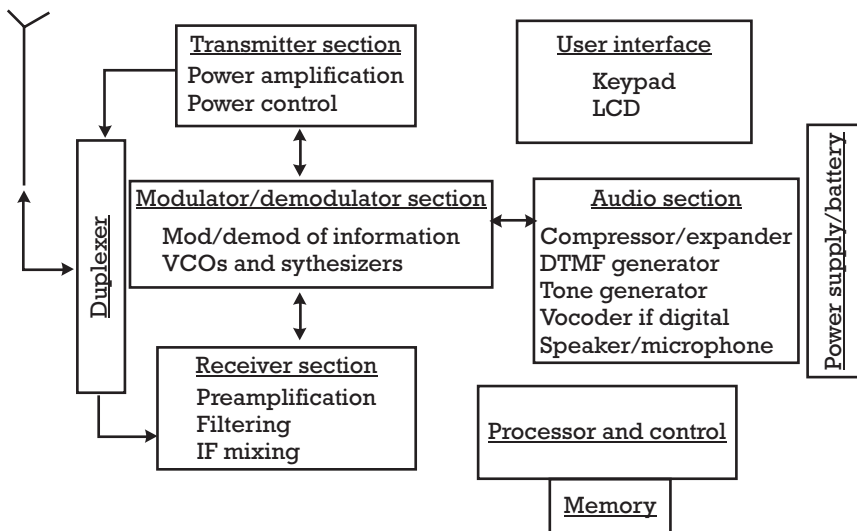 Transmitter section
Power amplification
Power control
User interface
Keypad
LCD
Duplexer
Modulator/demodulator section
Mod/demod of information
VCOs and sythesizers
Audio section
Compressor/expander
DTMF generator
Tone generator
Vocoder if digital
Speaker/microphone
Power supply/battery
Receiver section
Preamplification
Filtering
IF mixing
Processor and control
Memory